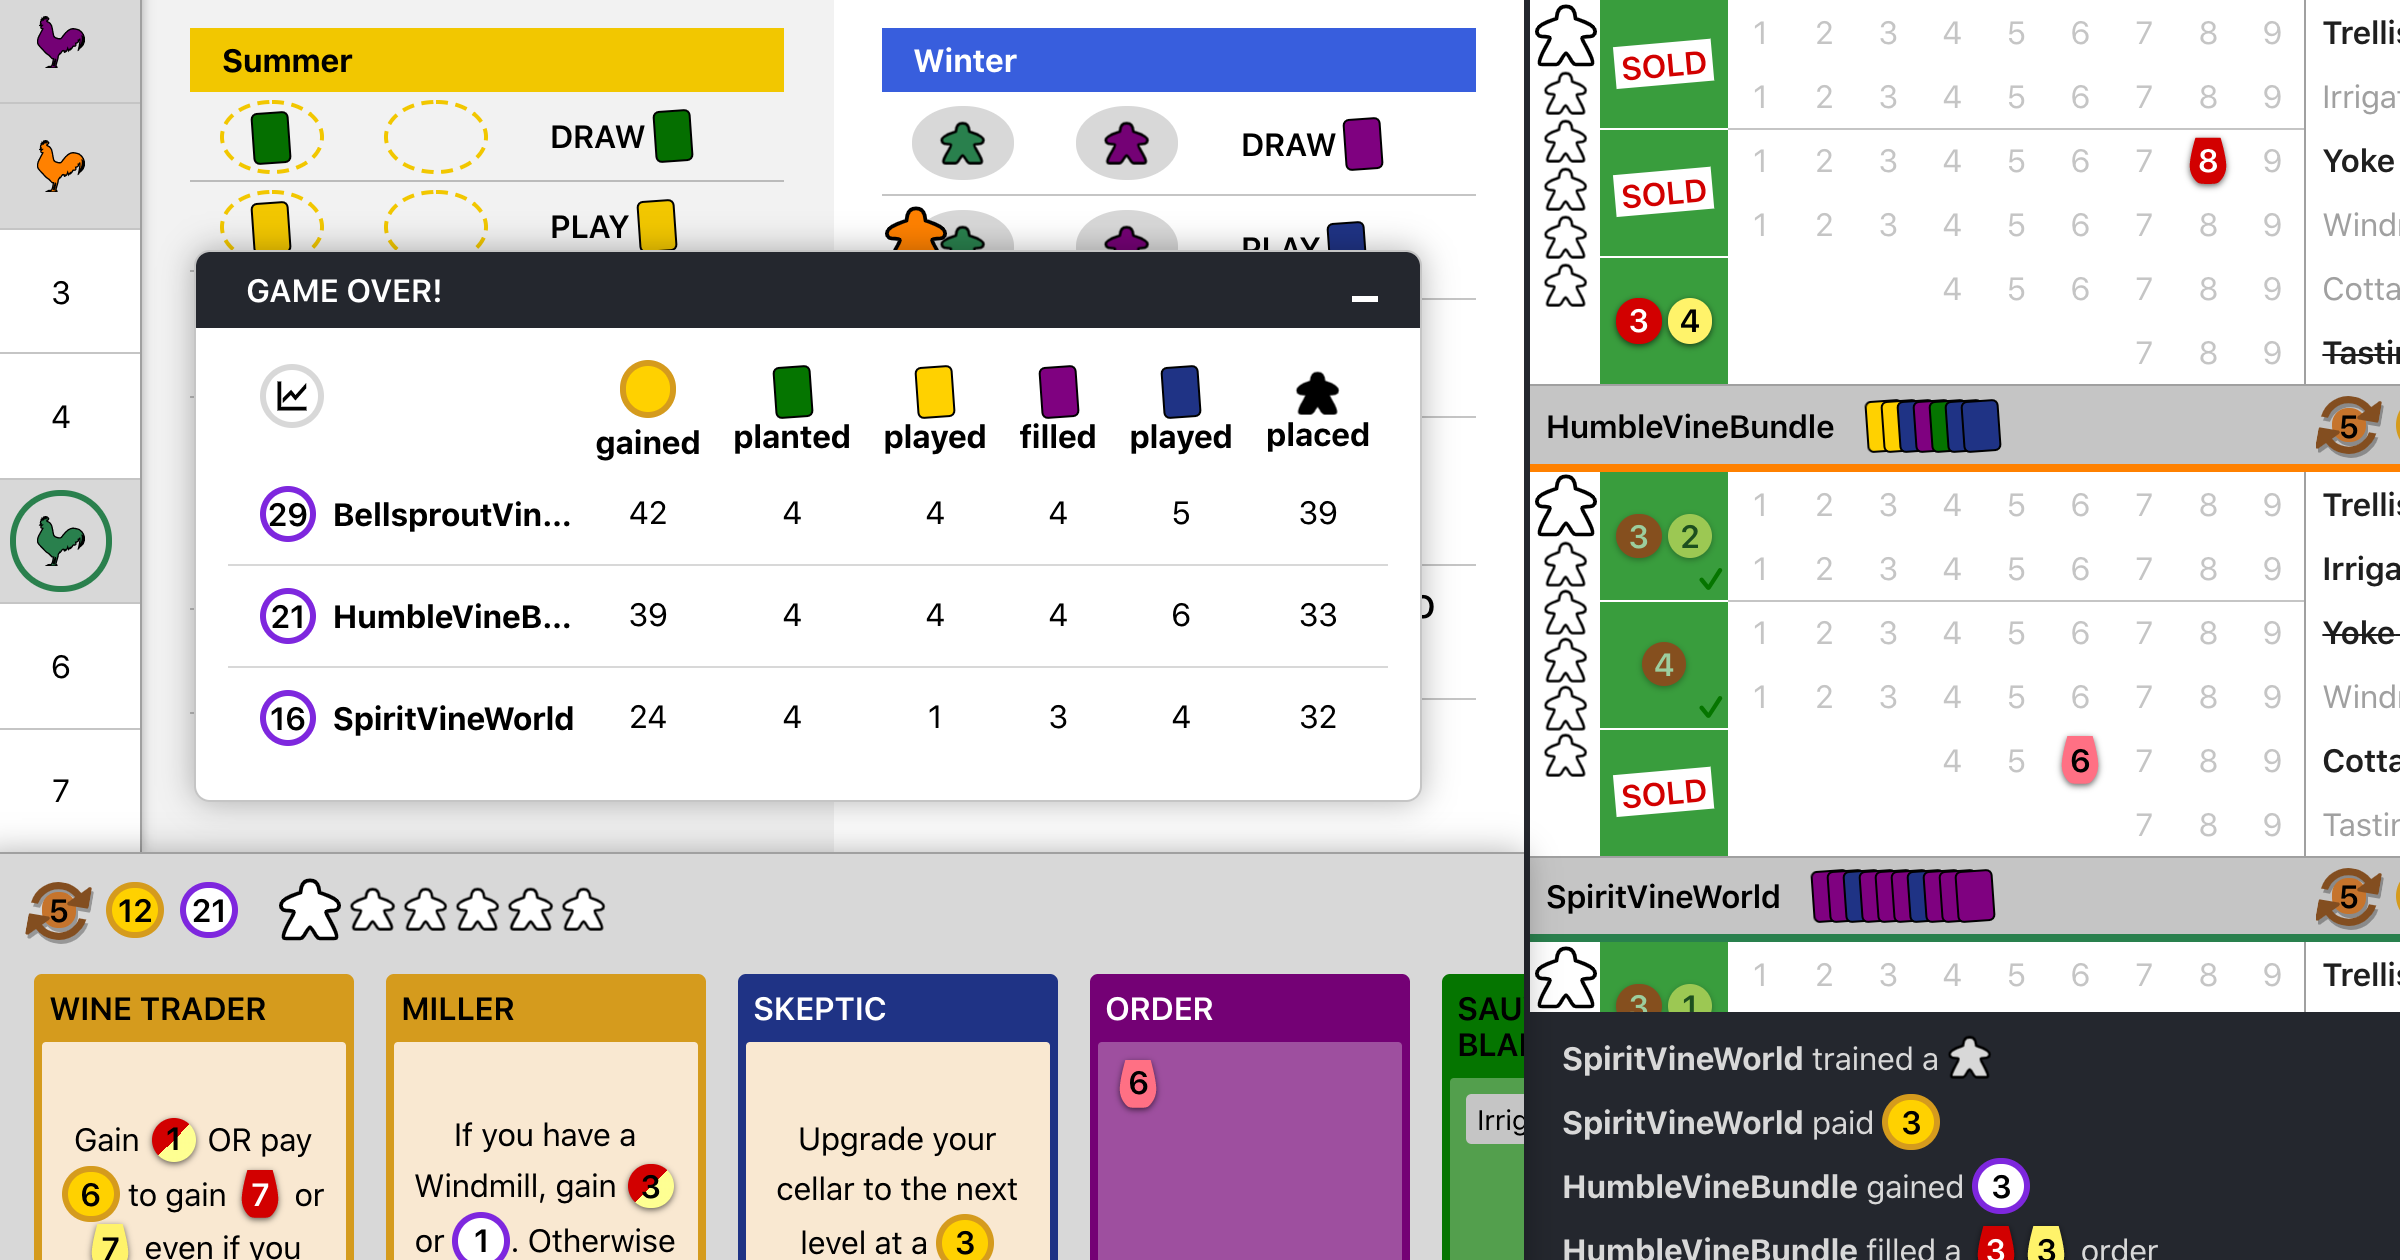 Summer
DRAW
PLAY
Winter
DRAW
PLAY
3
4
6
7
GAME OVER!
gained planted played filled played placed
29 BellsproutVin... 42 4 4 4 5 39
21 HumbleVineB... 39 4 4 4 6 33
16 SpiritVineWorld 24 4 1 3 4 32
5 12 21
WINE TRADER
Gain 1 OR pay
6 to gain 7 or
7 even if you
MILLER
If you have a
Windmill, gain 3
or 1. Otherwise
SKEPTIC
Upgrade your
cellar to the next
level at a 3
ORDER
6
SAU
BLA
Irrig
SOLD
1 2 3 4 5 6 7 8 9 Trellis
1 2 3 4 5 6 7 8 9 Irrigat
SOLD
1 2 3 4 5 6 7 8 9 Yoke
1 2 3 4 5 6 7 8 9 Windr
3 4
4 5 6 7 8 9 Cotta
7 8 9 Tastin
HumbleVineBundle 5
3 2
1 2 3 4 5 6 7 8 9 Trellis
1 2 3 4 5 6 7 8 9 Irriga
4
1 2 3 4 5 6 7 8 9 Yoke
1 2 3 4 5 6 7 8 9 Windr
SOLD
4 5 6 7 8 9 Cotta
7 8 9 Tastin
SpiritVineWorld 5
3 1
1 2 3 4 5 6 7 8 9 Trellis
SpiritVineWorld trained a
SpiritVineWorld paid 3
HumbleVineBundle gained 3
HumbleVineBundle filled a 3 3 order